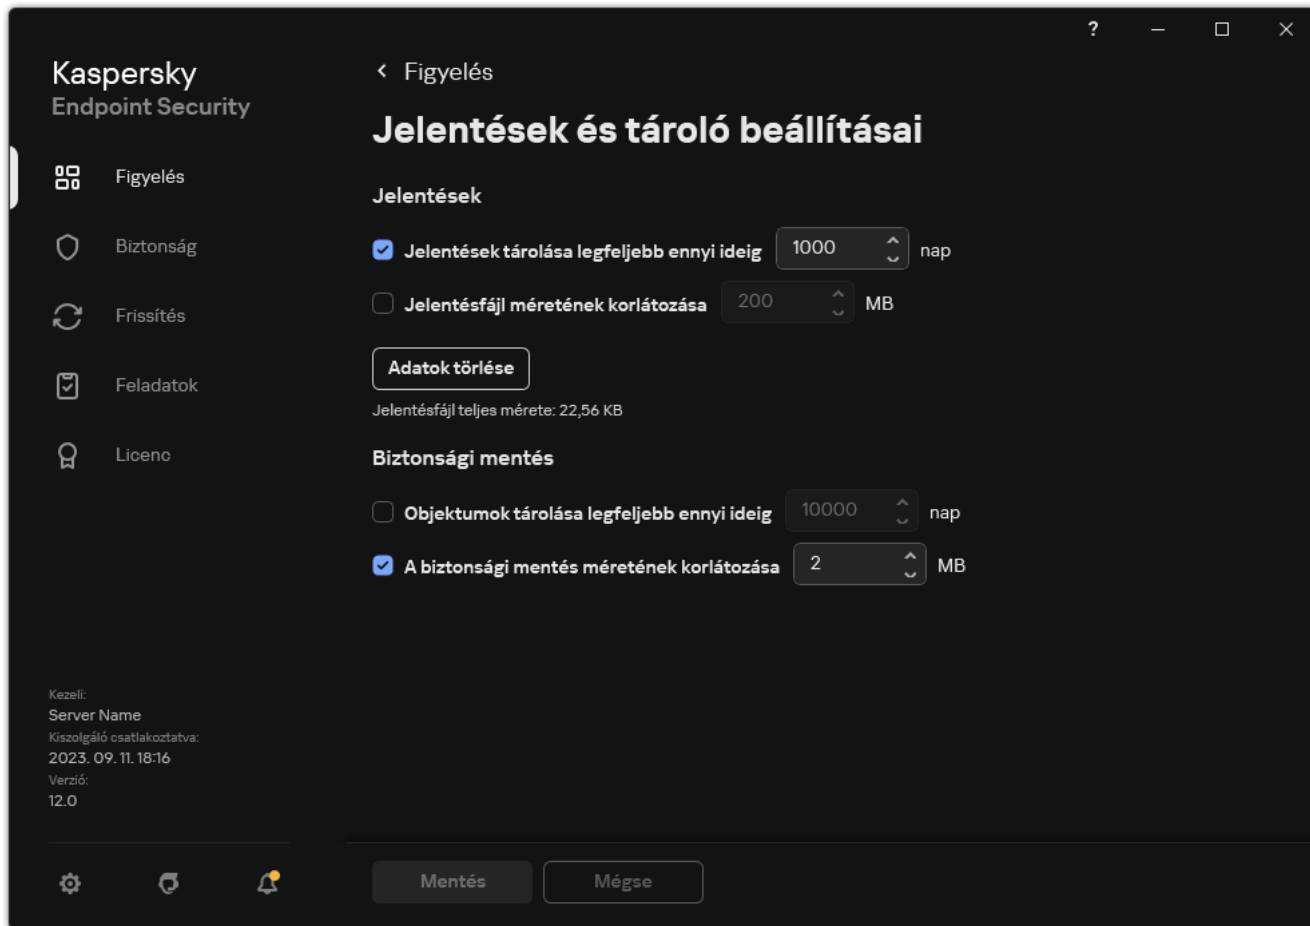 ?
Kaspersky
Endpoint Security
Figyelés
Biztonság
Frissítés
Feladatok
Licenc
Kezeli:
Server Name
Kiszolgáló csatlakoztatva:
2023. 09. 11. 18:16
Verzió:
12.0
Figyelés
Jelentések és tároló beállításai
Jelentések
Jelentések tárolása legfeljebb ennyi ideig 1000 nap
Jelentésfájl méretének korlátozása 200 MB
Adatok törlése
Jelentésfájl teljes mérete: 22,56 KB
Biztonsági mentés
Objektumok tárolása legfeljebb ennyi ideig 10000 nap
A biztonsági mentés méretének korlátozása 2 MB
Mentés Mégse